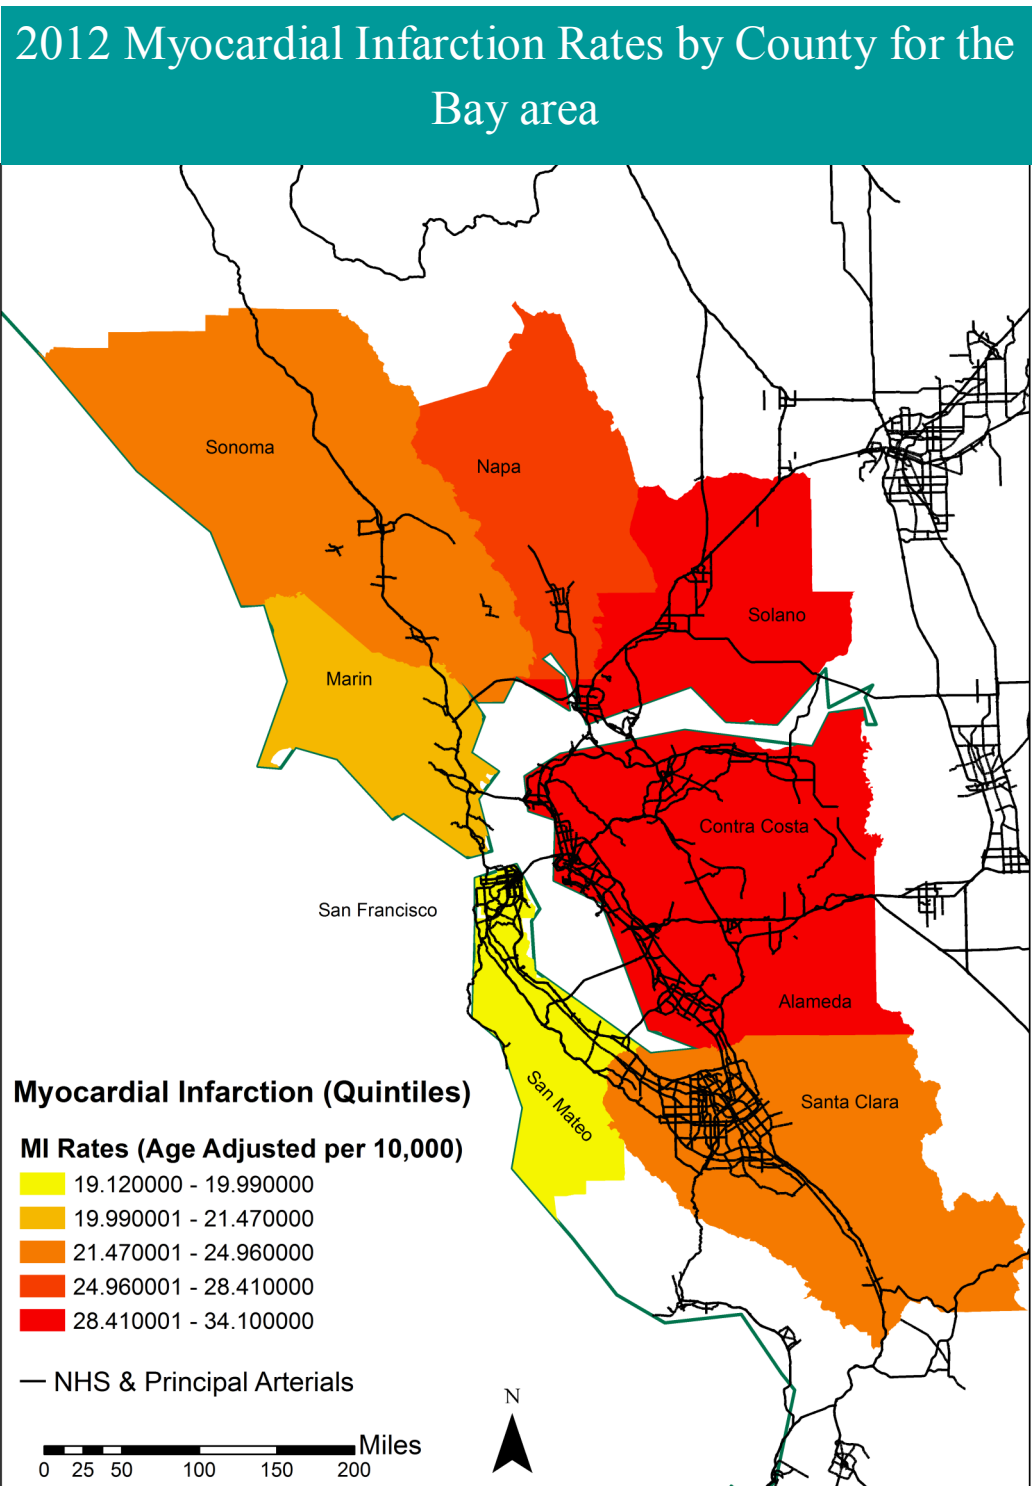 2012 Myocardial Infarction Rates by County for the
Bay area
Sonoma
Napa
Solano
Marin
Contra Costa
San Francisco
Alameda
San Mateo
Santa Clara
Myocardial Infarction (Quintiles)
MI Rates (Age Adjusted per 10,000)
19.120000 - 19.990000
19.990001 - 21.470000
21.470001 - 24.960000
24.960001 - 28.410000
28.410001 - 34.100000
NHS & Principal Arterials
N
Miles
0 25 50 100 150 200